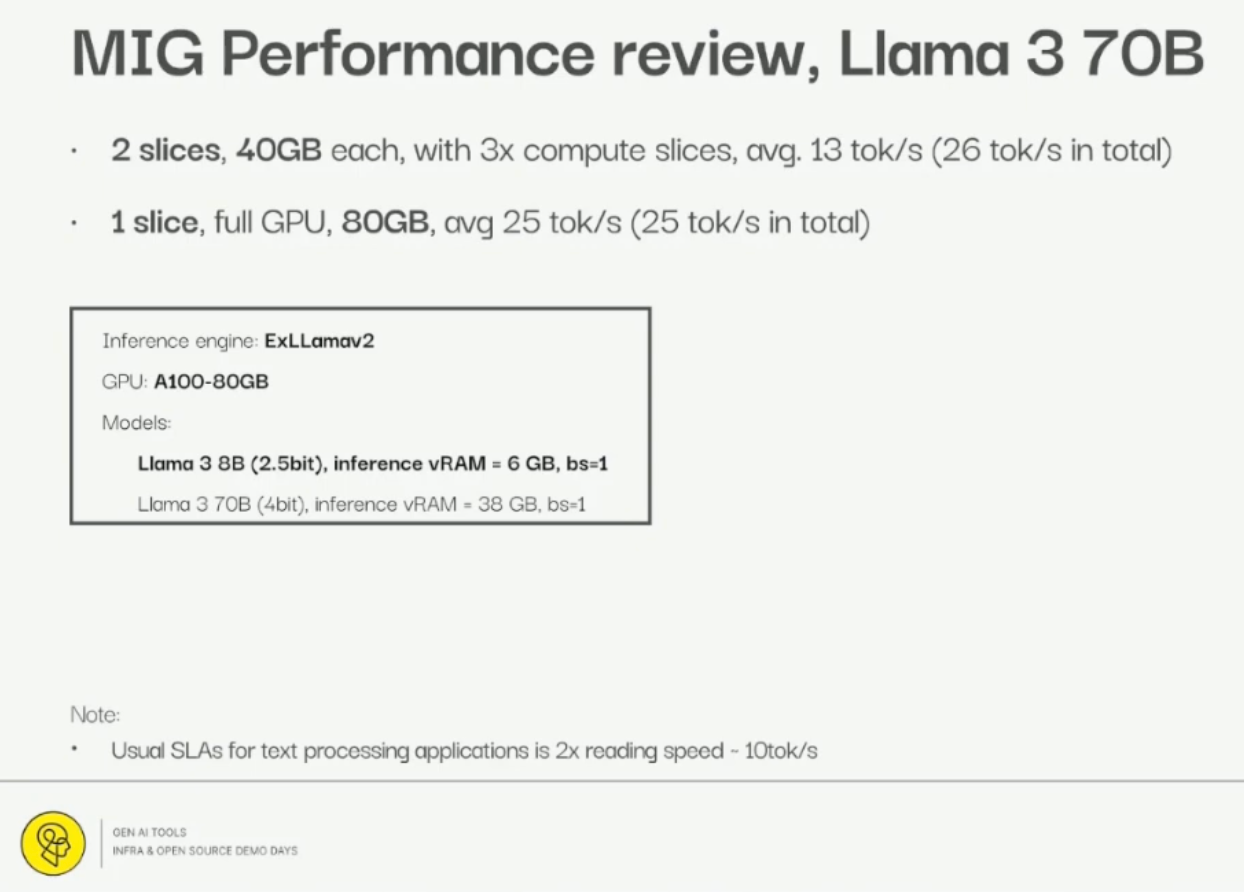 MIG Performance review, Llama 3 70B
· 2 slices, 40GB each, with 3x compute slices, avg. 13 tok/s (26 tok/s in total)
· 1 slice, full GPU, 80GB, avg 25 tok/s (25 tok/s in total)
Inference engine: ExLLamav2
GPU: A100-80GB
Models:
Llama 3 8B (2.5bit), inference vRAM = 6 GB, bs=1
Llama 3 70B (4bit), inference vRAM = 38 GB, bs=1
Note:
• Usual SLAs for text processing applications is 2x reading speed ~ 10tok/s
GEN AI TOOLS
INFRA & OPEN SOURCE DEMO DAYS